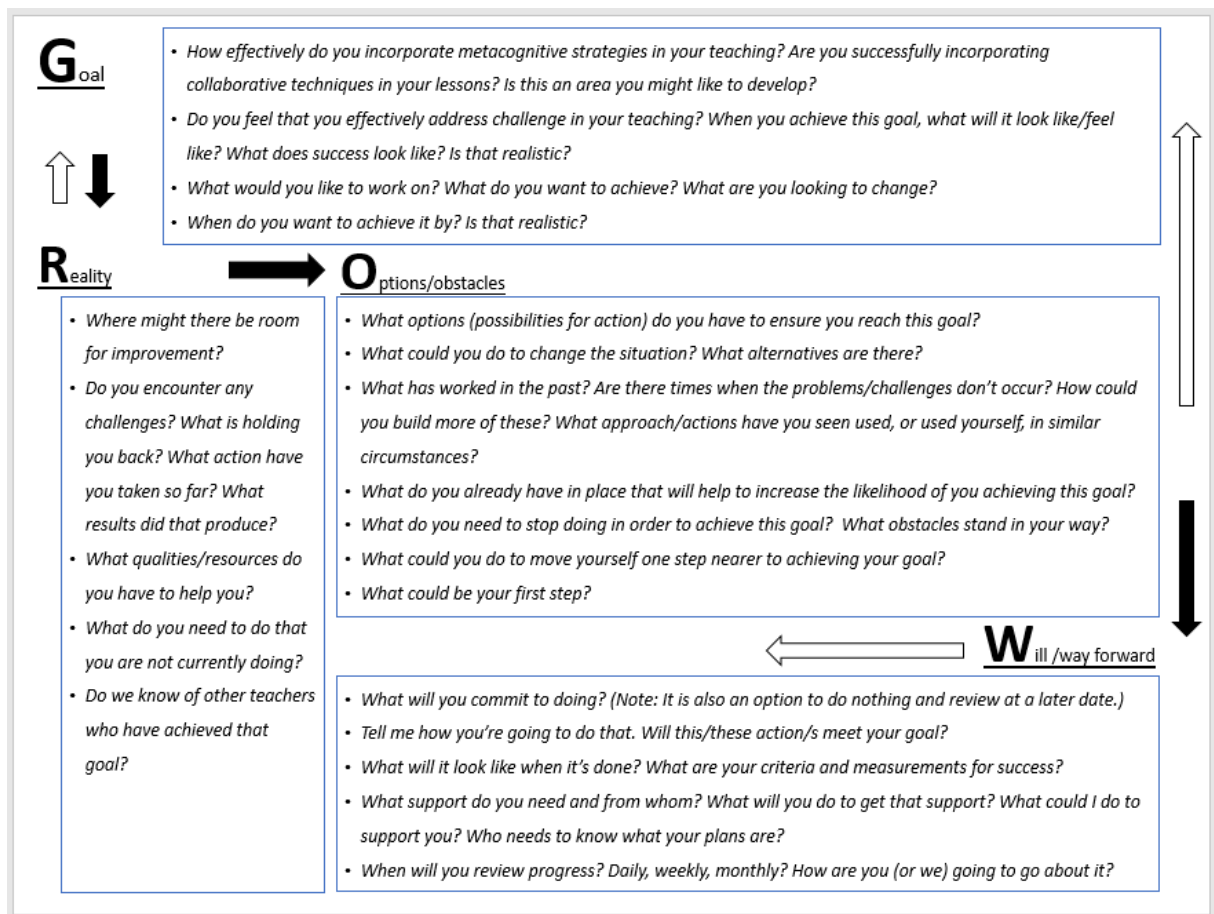 Goal
• How effectively do you incorporate metacognitive strategies in your teaching? Are you successfully incorporating
collaborative techniques in your lessons? Is this an area you might like to develop?
• Do you feel that you effectively address challenge in your teaching? When you achieve this goal, what will it look like/feel
like? What does success look like? Is that realistic?
• What would you like to work on? What do you want to achieve? What are you looking to change?
• When do you want to achieve it by? Is that realistic?
Reality
• Where might there be room
for improvement?
• Do you encounter any
challenges? What is holding
you back? What action have
you taken so far? What
results did that produce?
• What qualities/resources do
you have to help you?
• What do you need to do that
you are not currently doing?
• Do we know of other teachers
who have achieved that
goal?
Options/obstacles
• What options (possibilities for action) do you have to ensure you reach this goal?
• What could you do to change the situation? What alternatives are there?
• What has worked in the past? Are there times when the problems/challenges don't occur? How could
you build more of these? What approach/actions have you seen used, or used yourself, in similar
circumstances?
• What do you already have in place that will help to increase the likelihood of you achieving this goal?
• What do you need to stop doing in order to achieve this goal?  What obstacles stand in your way?
• What could you do to move yourself one step nearer to achieving your goal?
• What could be your first step?
Will /way forward
• What will you commit to doing? (Note: It is also an option to do nothing and review at a later date.)
• Tell me how you're going to do that. Will this/these action/s meet your goal?
• What will it look like when it's done? What are your criteria and measurements for success?
• What support do you need and from whom? What will you do to get that support? What could I do to
support you? Who needs to know what your plans are?
• When will you review progress? Daily, weekly, monthly? How are you (or we) going to go about it?